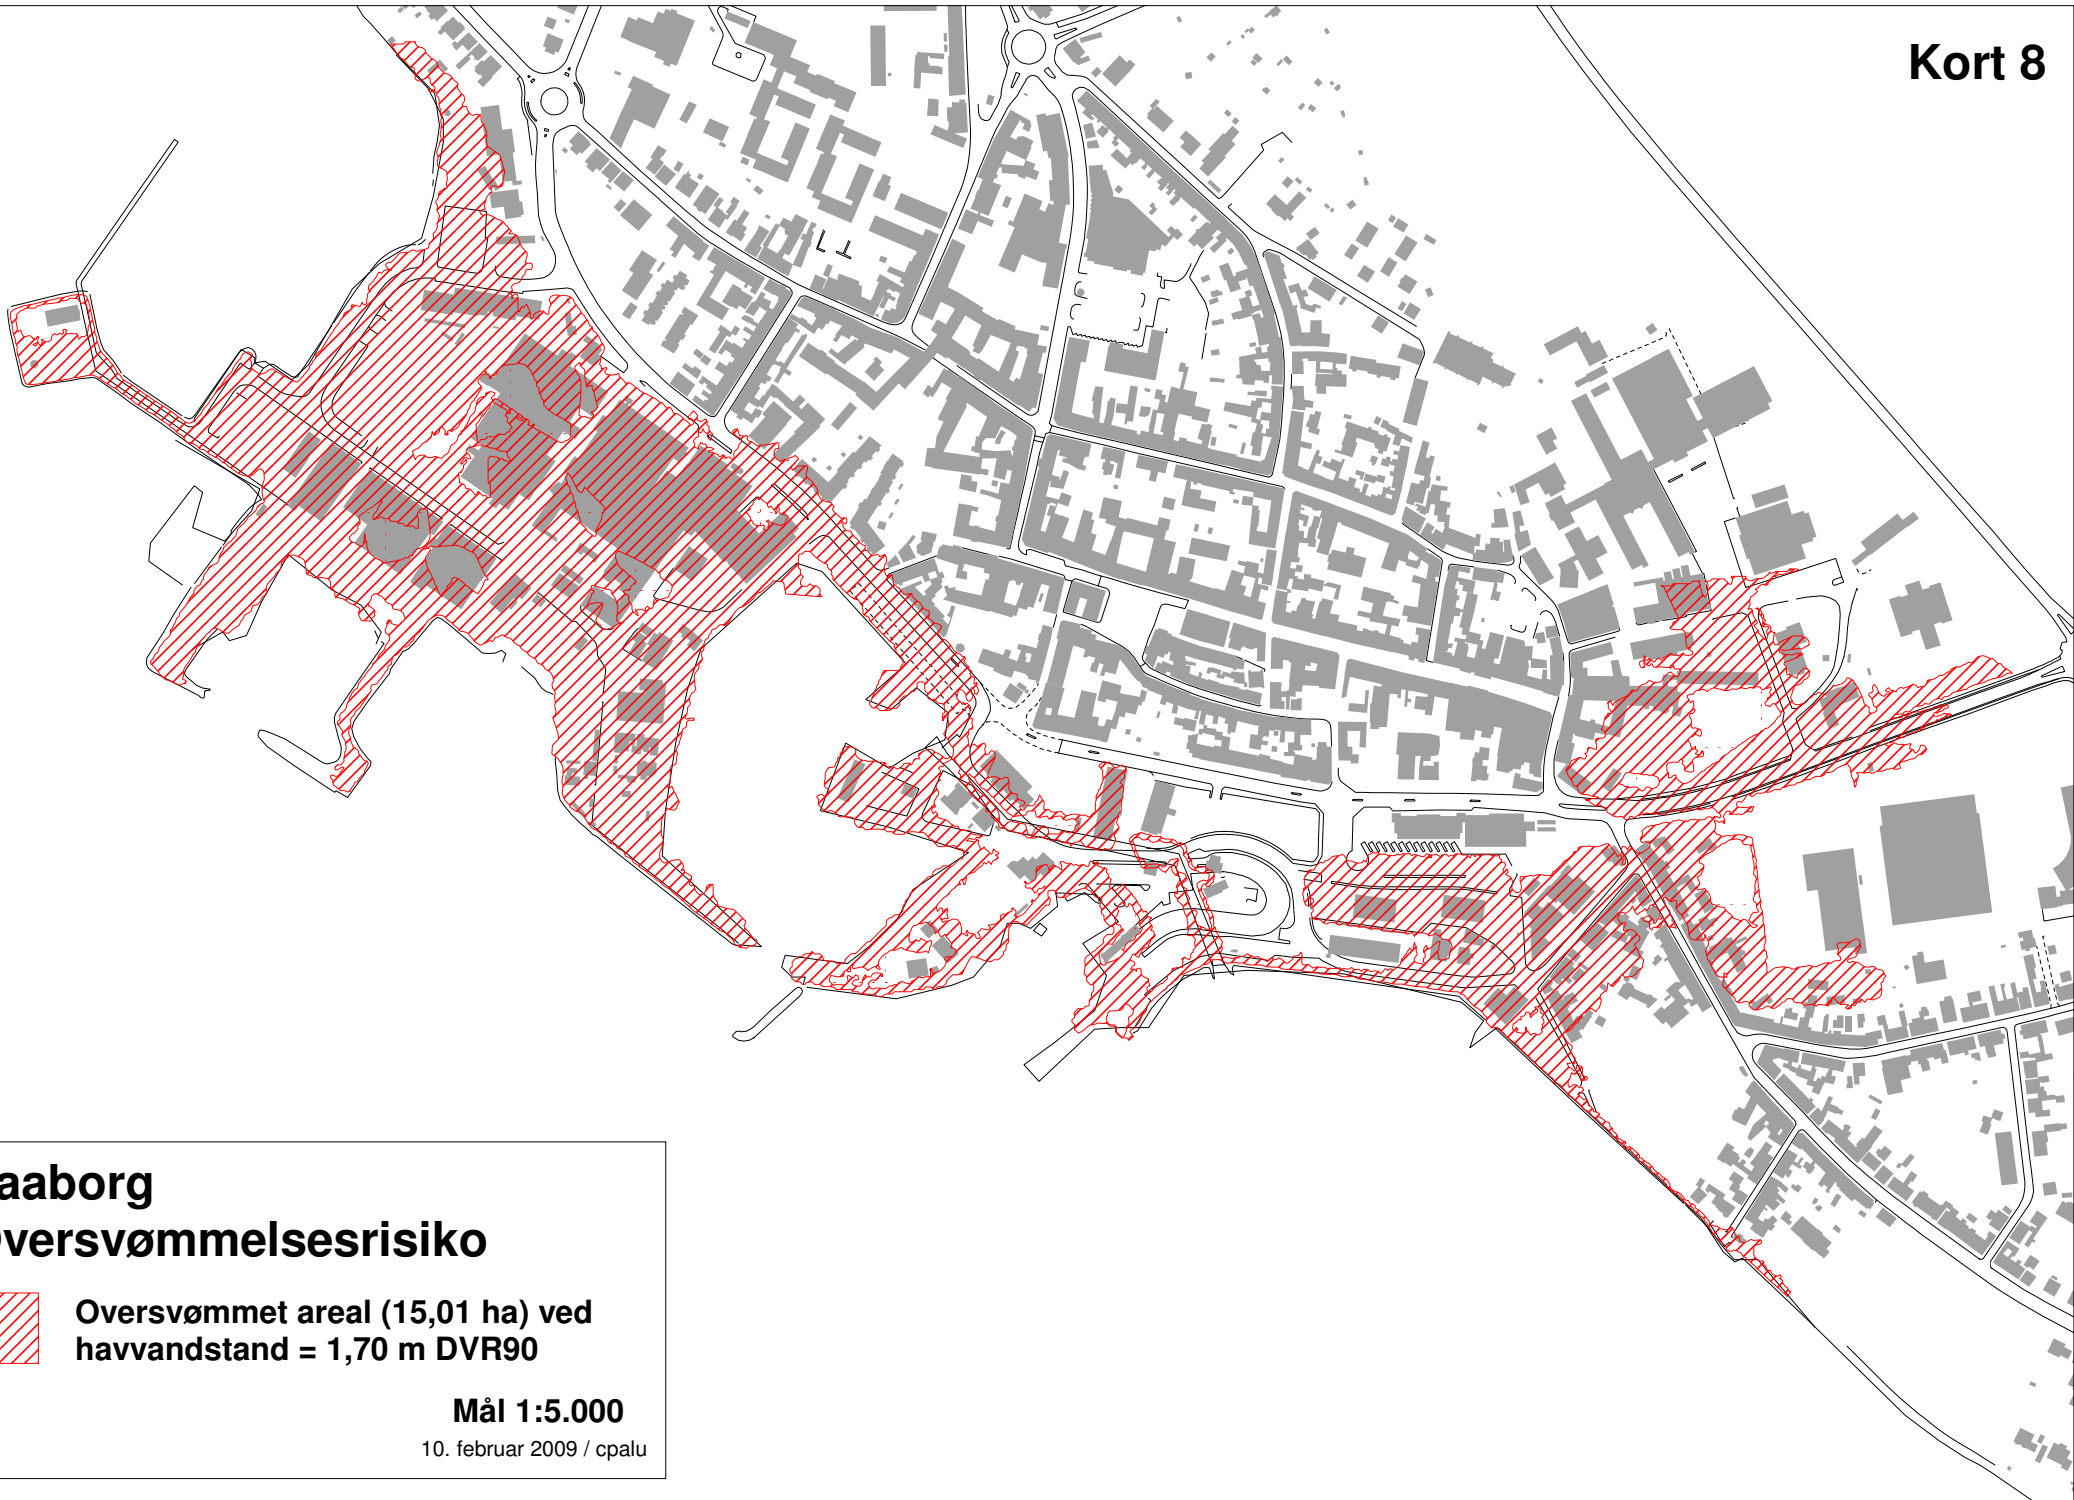 Kort 8
aaborg
versvømmelsesrisiko
Oversvømmet areal (15,01 ha) ved
havvandstand = 1,70 m DVR90
Mål 1:5.000
10. februar 2009 / cpalu